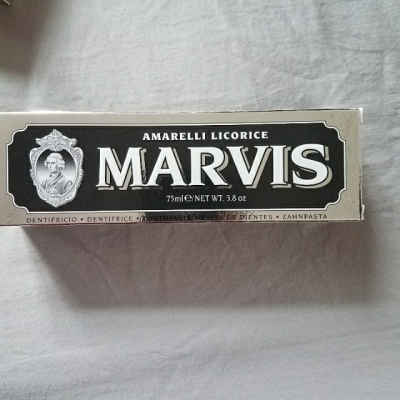 AMARELLI LICORICE
MARVIS
75ml ℮/NET WT. 3.8 oz
DENTIFRICIO • DENTIFRICE • TOOTHPASTE • PASTA DE DIENTES • ZAHNPASTA